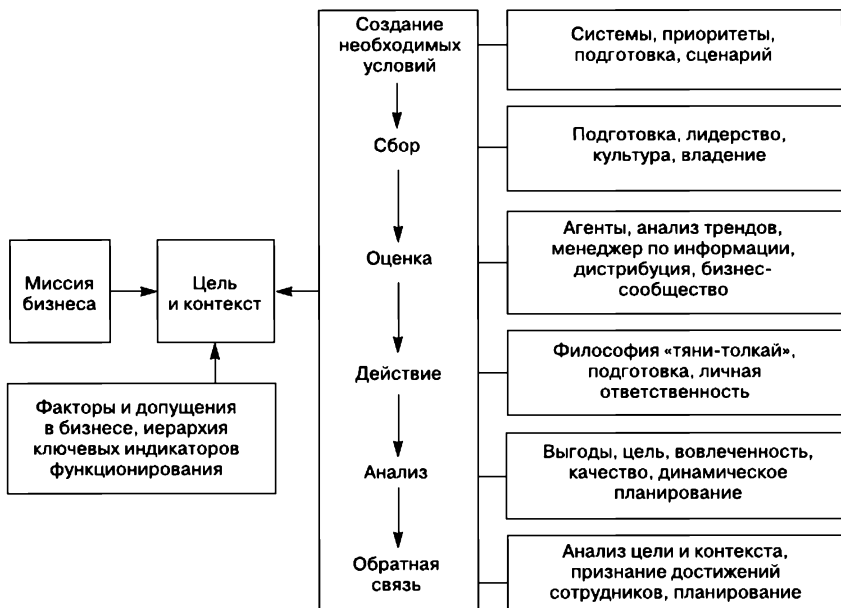 Создание
необходимых
условий
Системы, приоритеты,
подготовка, сценарий
Сбор
Подготовка, лидерство,
культура, владение
Оценка
Агенты, анализ трендов,
менеджер по информации,
дистрибуция, бизнес-
сообщество
Миссия
бизнеса
Цель
и контекст
Действие
Философия «тяни-толкай»,
подготовка, личная
ответственность
Факторы и допущения
в бизнесе, иерархия
ключевых индикаторов
функционирования
Анализ
Выгоды, цель, вовлеченность,
качество, динамическое
планирование
Обратная
связь
Анализ цели и контекста,
признание достижений
сотрудников, планирование